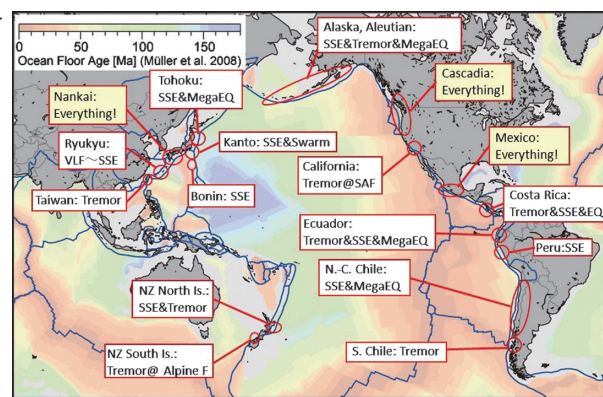 0 50 100 150
Ocean Floor Age [Ma] (Müller et al. 2008)
Alaska, Aleutian:
SSE&Tremor&MegaEQ
Tohoku:
SSE&MegaEQ
Cascadia:
Everything!
Nankai:
Everything!
Ryukyu:
VLF～SSE
Kanto: SSE&Swarm
Mexico:
Everything!
California:
Tremor@SAF
Taiwan: Tremor
Bonin: SSE
Costa Rica:
Tremor&SSE&EQ
Ecuador:
Tremor&SSE&MegaEQ
Peru:SSE
N.-C. Chile:
SSE&MegaEQ
NZ North Is.:
SSE&Tremor
NZ South Is.:
Tremor@ Alpine F
S. Chile: Tremor